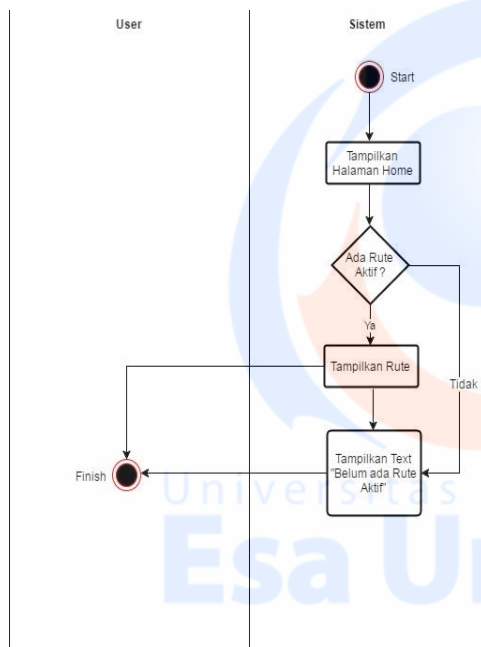 User
Sistem
Start
Tampilkan
Halaman Home
Ada Rute
Aktif ?
Ya
Tampilkan Rute
Tidak
Tampilkan Text
"Belum ada Rute
Aktif"
Finish
Universitas
Esa Un